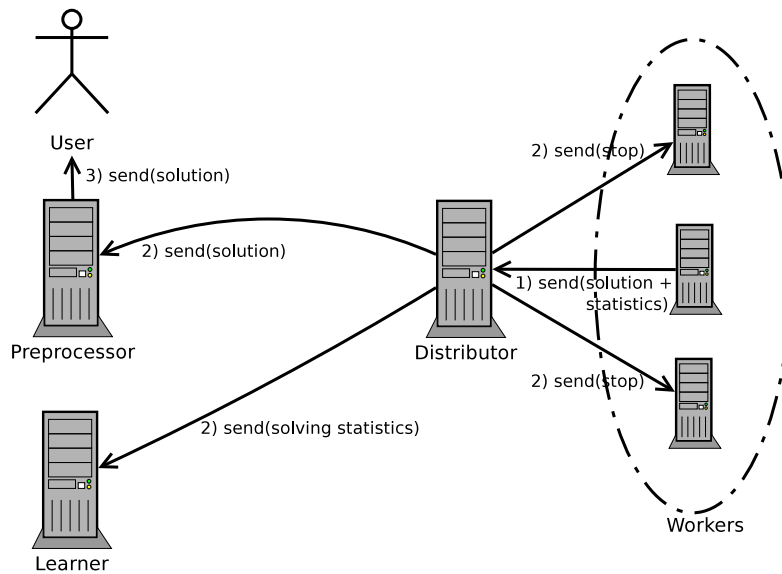 User
3) send(solution)
2) send(stop)
2) send(solution)
1) send(solution +
statistics)
Preprocessor
Distributor
2) send(stop)
2) send(solving statistics)
Workers
Learner